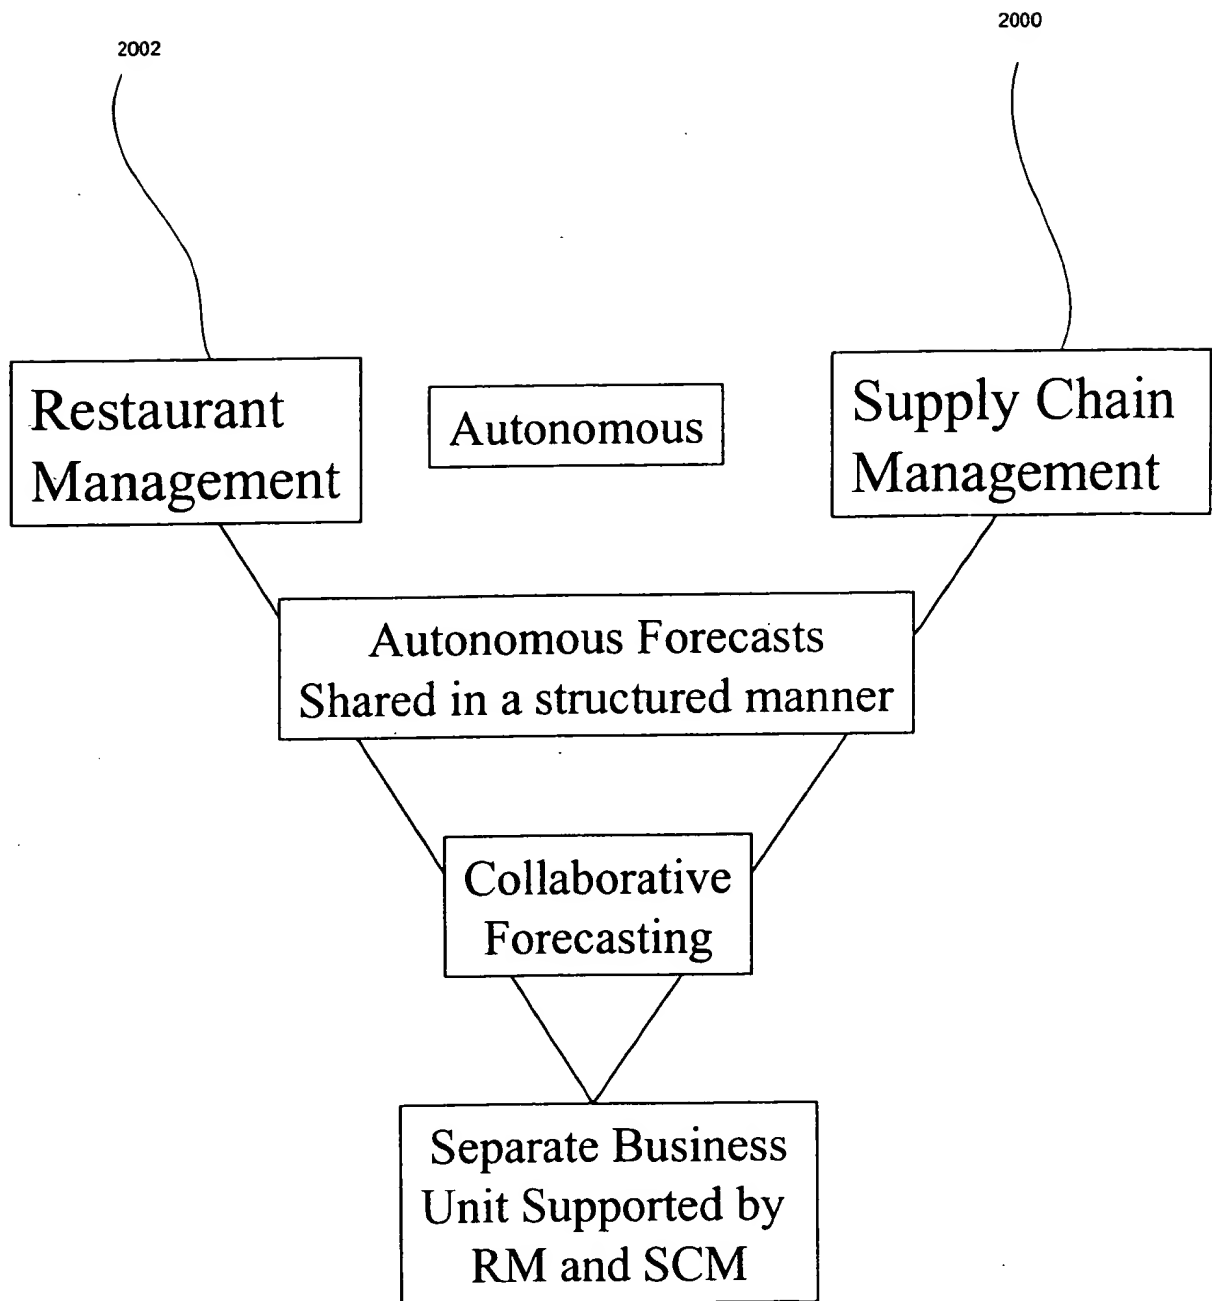 2002
2000
Restaurant
Management
Autonomous
Supply Chain
Management
Autonomous Forecasts
Shared in a structured manner
Collaborative
Forecasting
Separate Business
Unit Supported by
RM and SCM